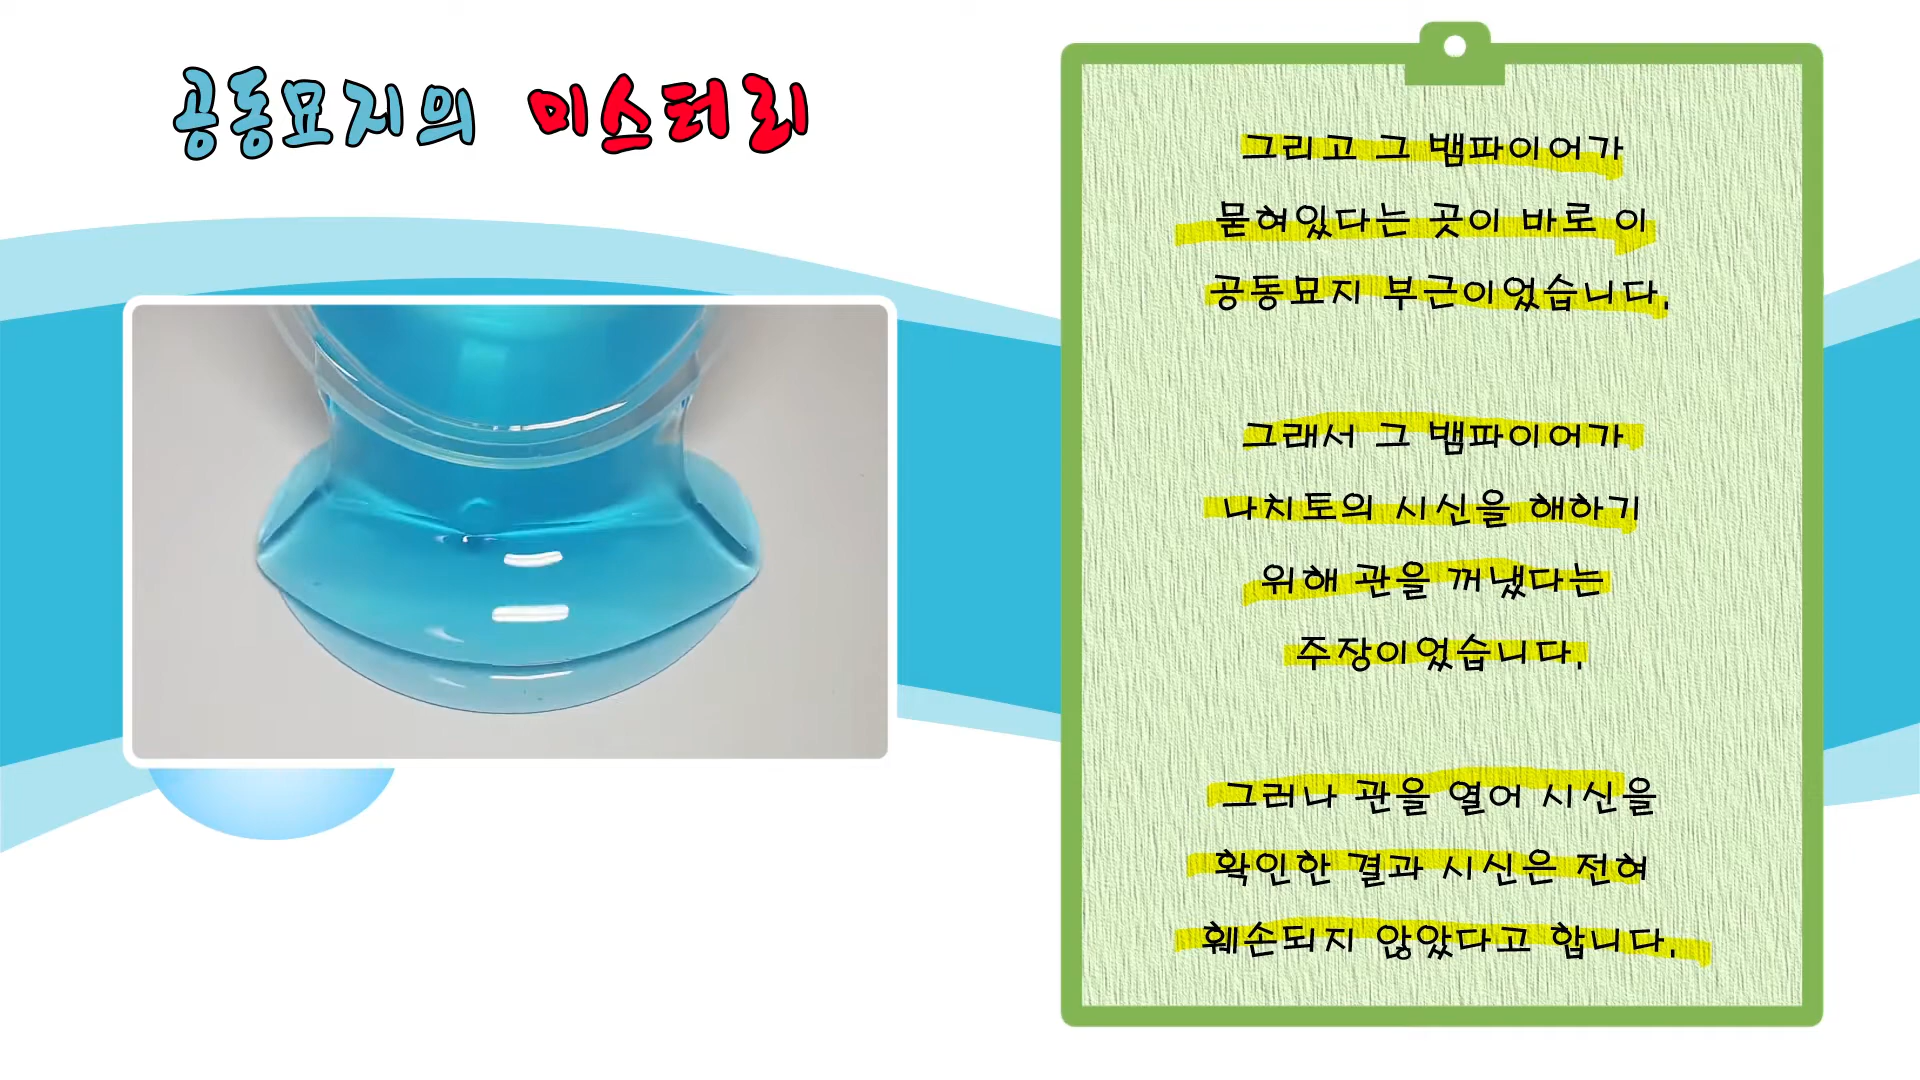 공동묘지의 미스터리
그리고 그 뱀파이어가
묻혀있다는 곳이 바로 이
공동묘지 부근이었습니다.
그래서 그 뱀파이어가
나치토의 시신을 해하기
위해 관을 꺼냈다는
주장이었습니다.
그러나 관을 열어 시신을
확인한 결과 시신은 전혀
훼손되지 않았다고 합니다.